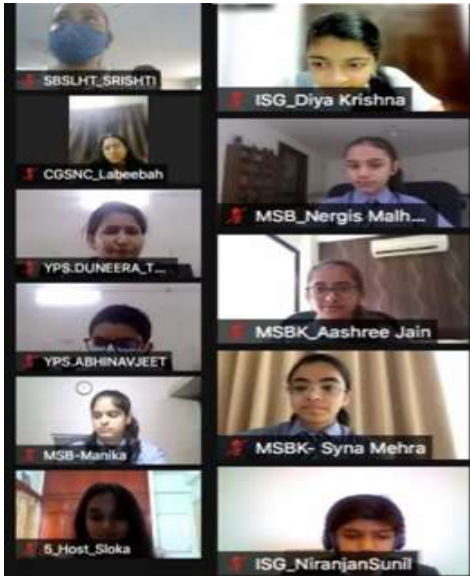 SBSLHT_SRISHTI
CGSNC_Labeebah
YPS.DUNEERA_T...
YPS.ABHINAVJEET
MSB-Manika
5_Host_Sloka
ISG_Diya Krishna
MSB_Nergis Malh...
MSBK_Aashree Jain
MSBK- Syna Mehra
ISG_NiranjanSunil